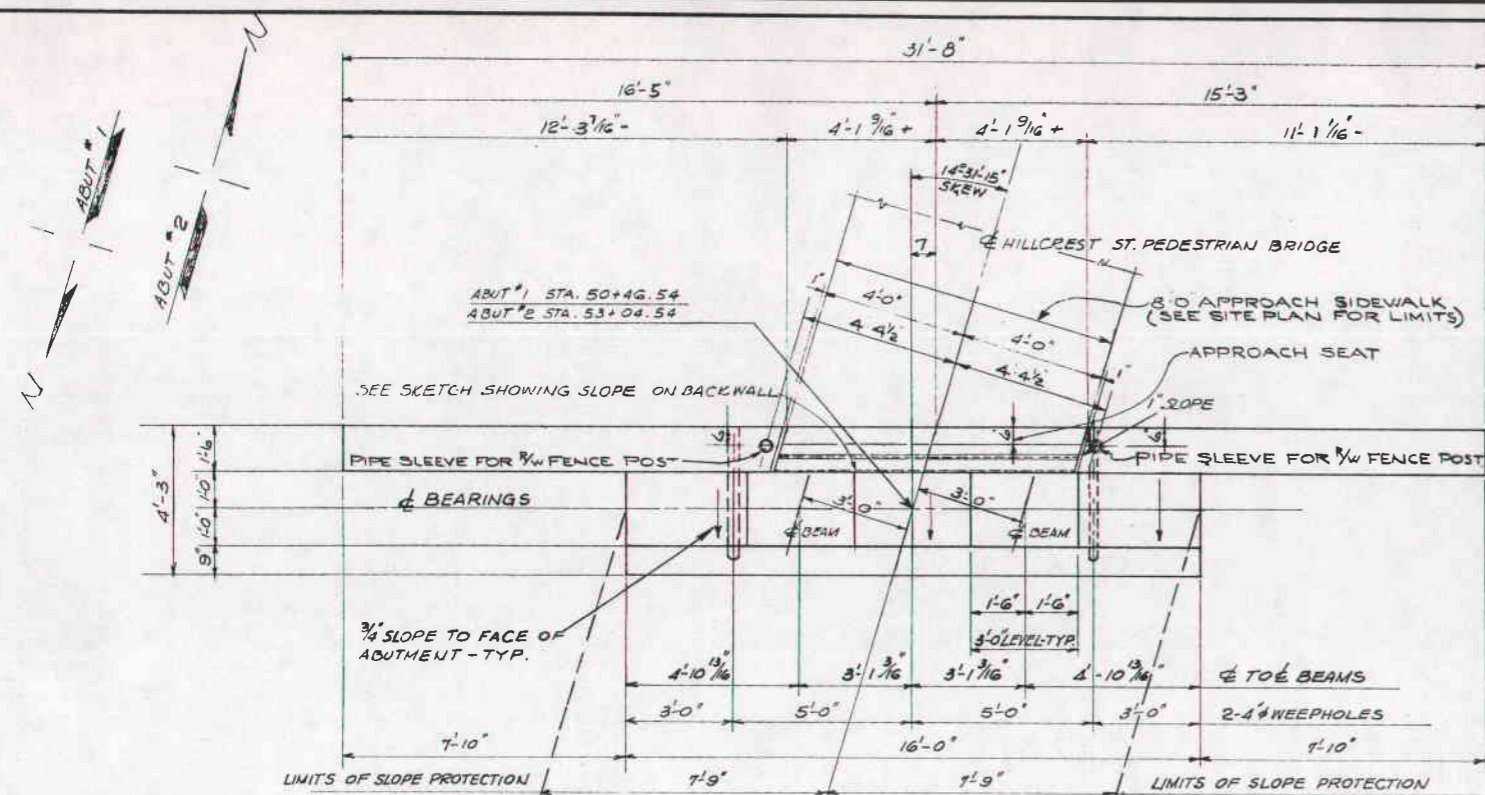 31'-8"
16'-5"
15'-3"
12'-3 7/16"-
4'-1 9/16"+
4'-1 9/16"+
11'-1 1/16"-
N
N
ABUT #1
ABUT #2
14°31'-15"
SKEW
7
℄ HILLCREST ST. PEDESTRIAN BRIDGE
ABUT #1 STA. 50+46.54
ABUT #2 STA. 53+04.54
1"
4'-0"
4'-4½"
4'-0"
4'-4½"
1"
8'-0 APPROACH SIDEWALK
(SEE SITE PLAN FOR LIMITS)
APPROACH SEAT
SEE SKETCH SHOWING SLOPE ON BACKWALL
1" SLOPE
PIPE SLEEVE FOR R/W FENCE POST
PIPE SLEEVE FOR R/W FENCE POST
4'-3"
1'-6"
1'-0"
1'-0"
9"
℄ BEARINGS
3'-0"
3'-0"
℄ BEAM
℄ BEAM
¾" SLOPE TO FACE OF
ABUTMENT - TYP.
1'-6"
1'-6"
3'-0" LEVEL-TYP.
4'-10 13/16"
3'-1 3/16"
3'-1 3/16"
4'-10 13/16"
℄ TO ℄ BEAMS
3'-0"
5'-0"
5'-0"
3'-0"
2-4"ϕ WEEPHOLES
7'-10"
16'-0"
7'-10"
LIMITS OF SLOPE PROTECTION
7'-9"
7'-9"
LIMITS OF SLOPE PROTECTION